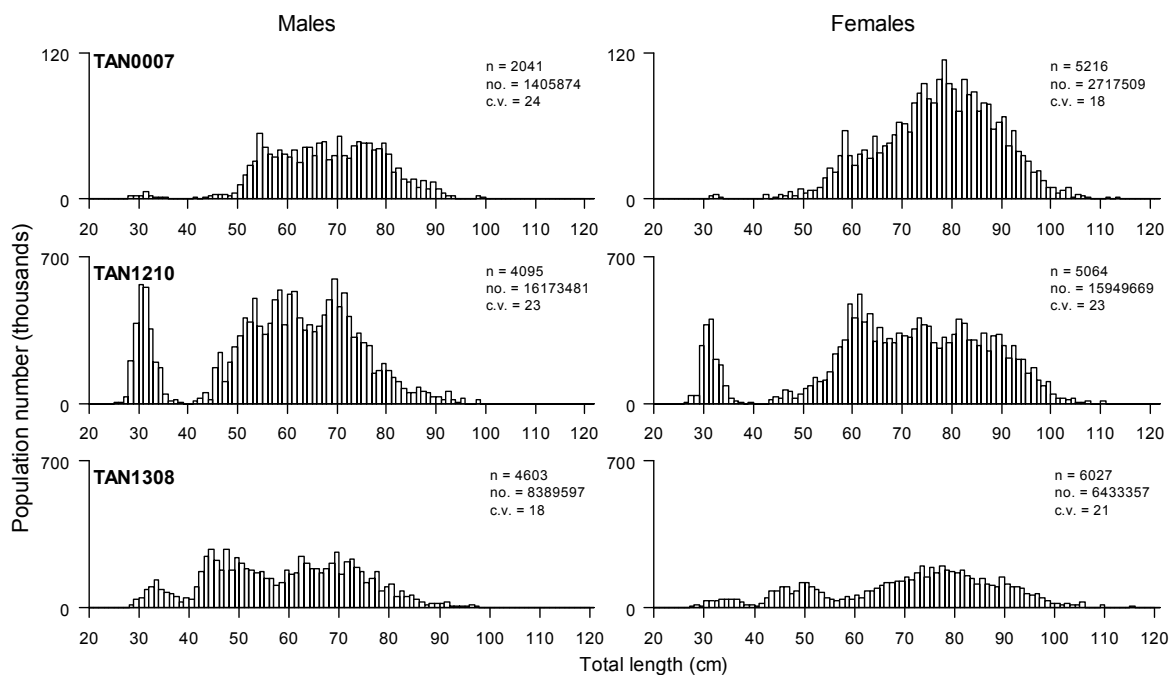 Males Females
TAN0007
n = 2041
no. = 1405874
c.v. = 24
n = 5216
no. = 2717509
c.v. = 18
120
0
20 30 40 50 60 70 80 90 100 110 120
120
0
20 30 40 50 60 70 80 90 100 110 120
TAN1210
n = 4095
no. = 16173481
c.v. = 23
n = 5064
no. = 15949669
c.v. = 23
700
0
20 30 40 50 60 70 80 90 100 110 120
700
0
20 30 40 50 60 70 80 90 100 110 120
TAN1308
n = 4603
no. = 8389597
c.v. = 18
n = 6027
no. = 6433357
c.v. = 21
700
0
20 30 40 50 60 70 80 90 100 110 120
700
0
20 30 40 50 60 70 80 90 100 110 120
Population number (thousands)
Total length (cm)